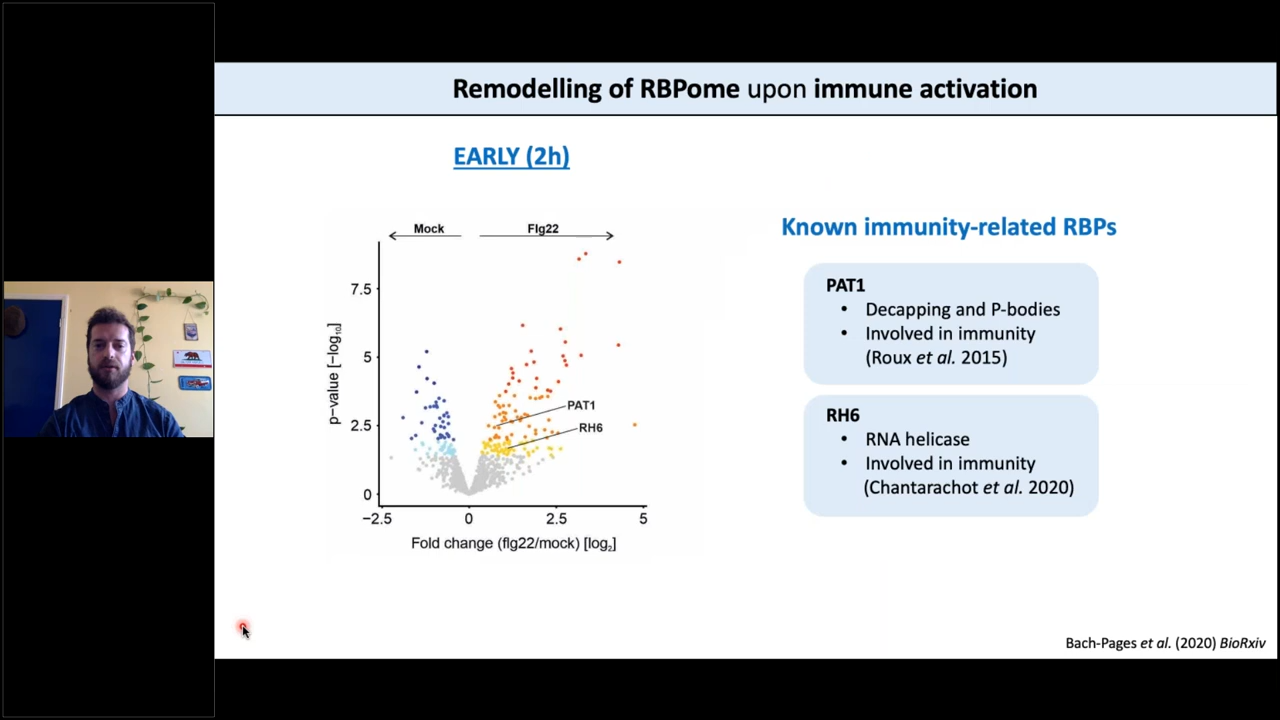 Remodelling of RBPome upon immune activation
EARLY (2h)
Mock
Flg22
7.5
5
2.5
0
p-value [-log10]
PAT1
RH6
−2.5
0
2.5
5
Fold change (flg22/mock) [log2]
Known immunity-related RBPs
PAT1
• Decapping and P-bodies
• Involved in immunity
(Roux et al. 2015)
RH6
• RNA helicase
• Involved in immunity
(Chantarachot et al. 2020)
Bach-Pages et al. (2020) BioRxiv